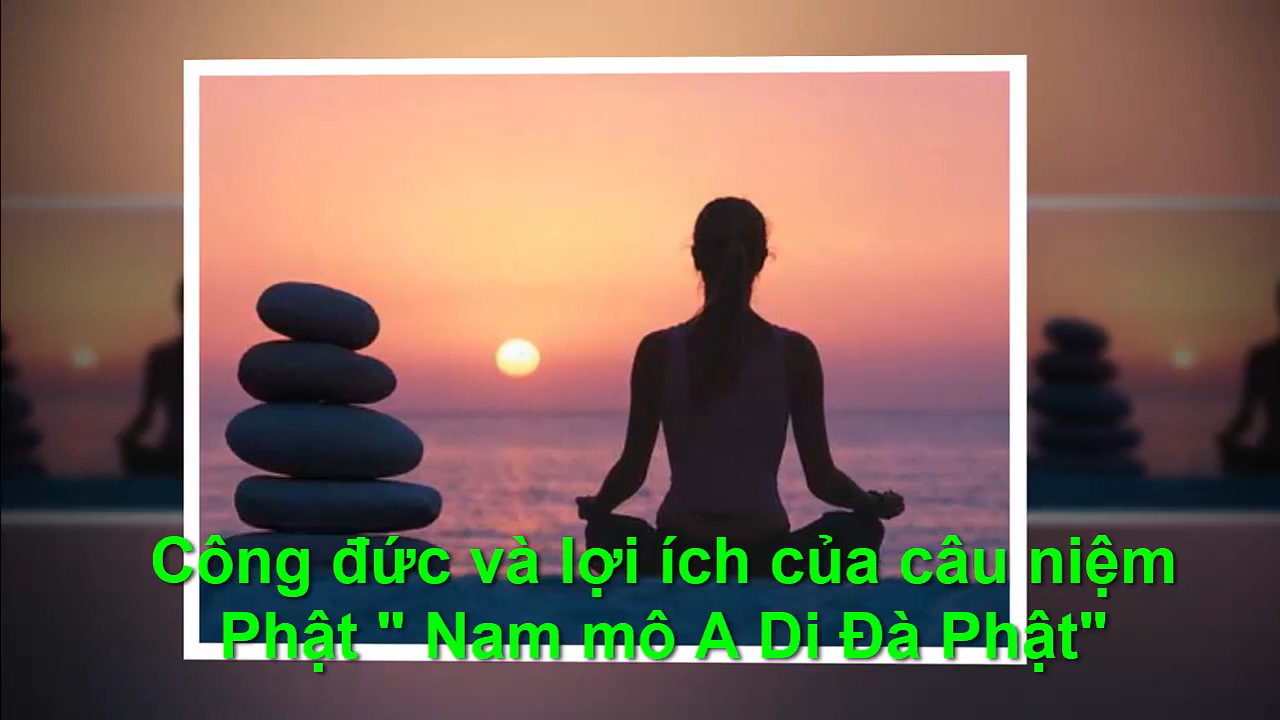 Công đức và lợi ích của câu niệm
Phật " Nam mô A Di Đà Phật"